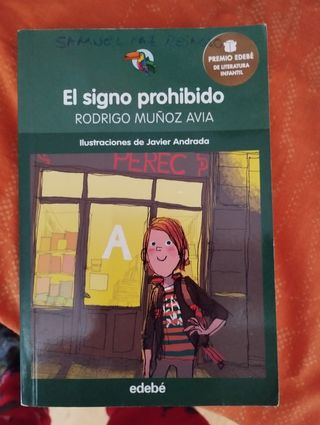 SAMUEL
PREMIO EDEBÉ
DE LITERATURA
INFANTIL
El signo prohibido
RODRIGO MUÑOZ AVIA
Ilustraciones de Javier Andrada
PEREC ?
A
edebé